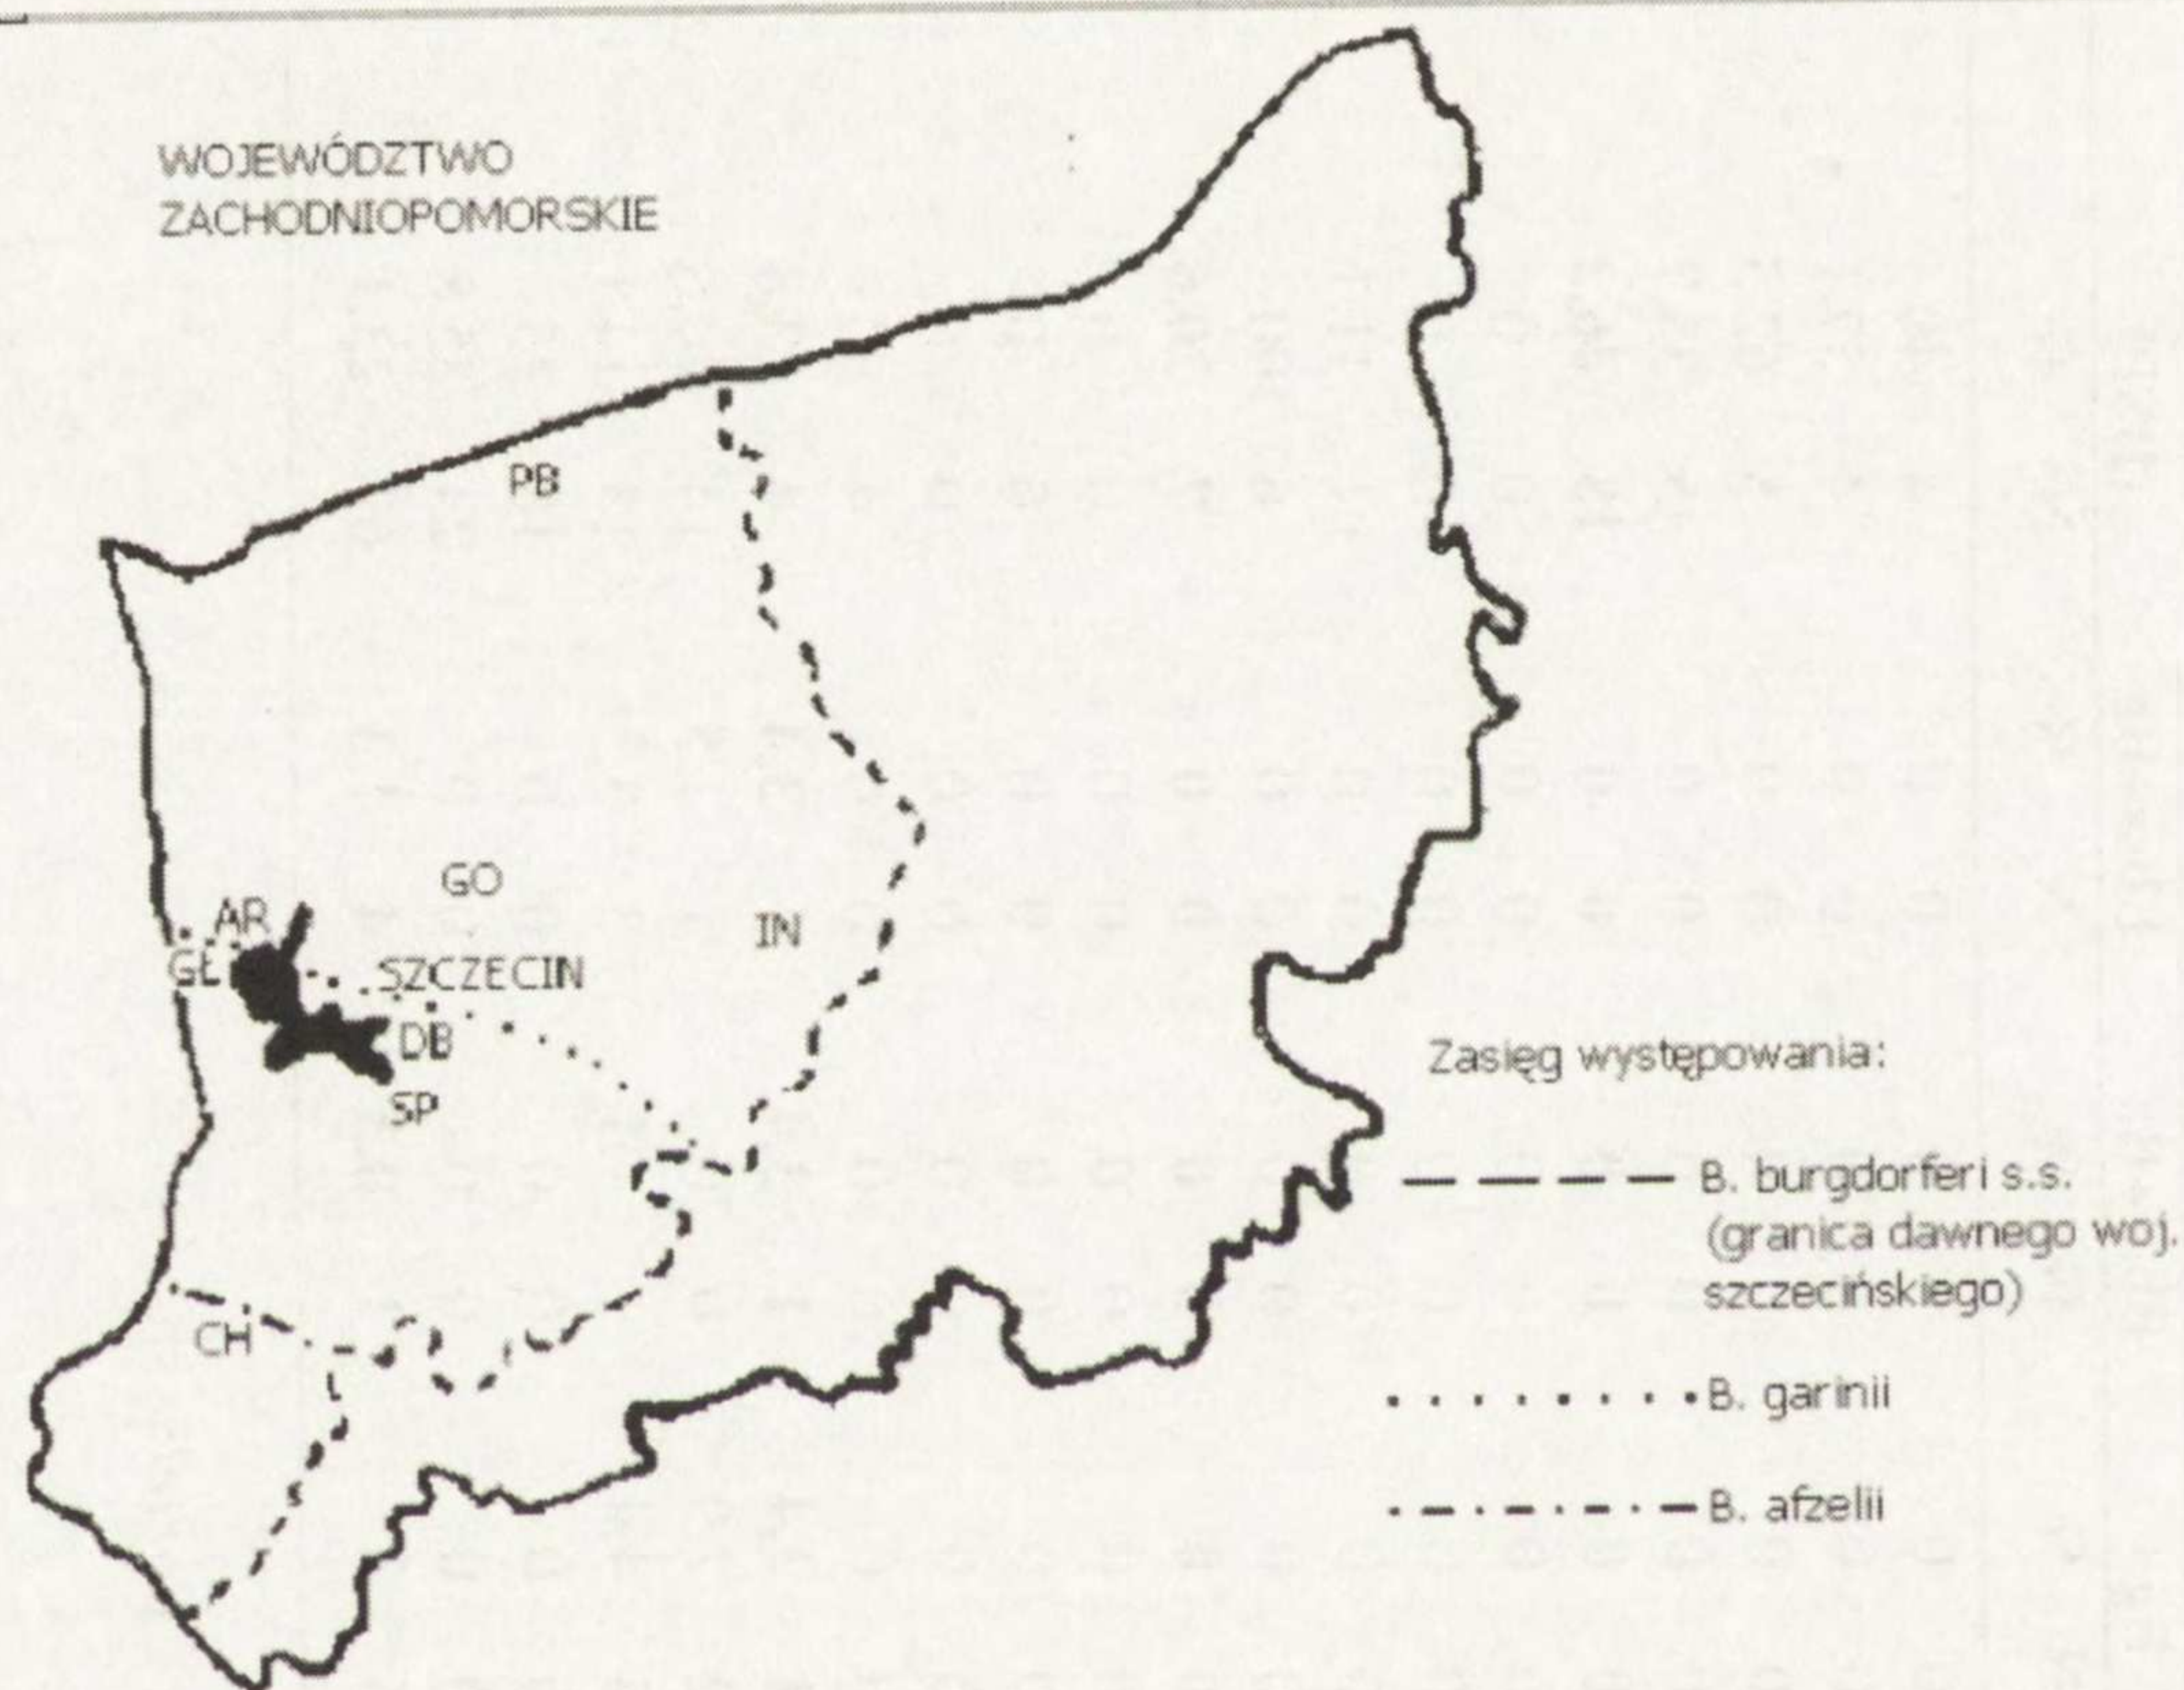 WOJEWÓDZTWO
ZACHODNIOPOMORSKIE
PB
GO
AR
IN
GŁ
SZCZECIN
DB
SP
CH
Zasięg występowania:
B. burgdorferi s.s.
(granica dawnego woj.
szczecińskiego)
B. garinii
B. afzelii